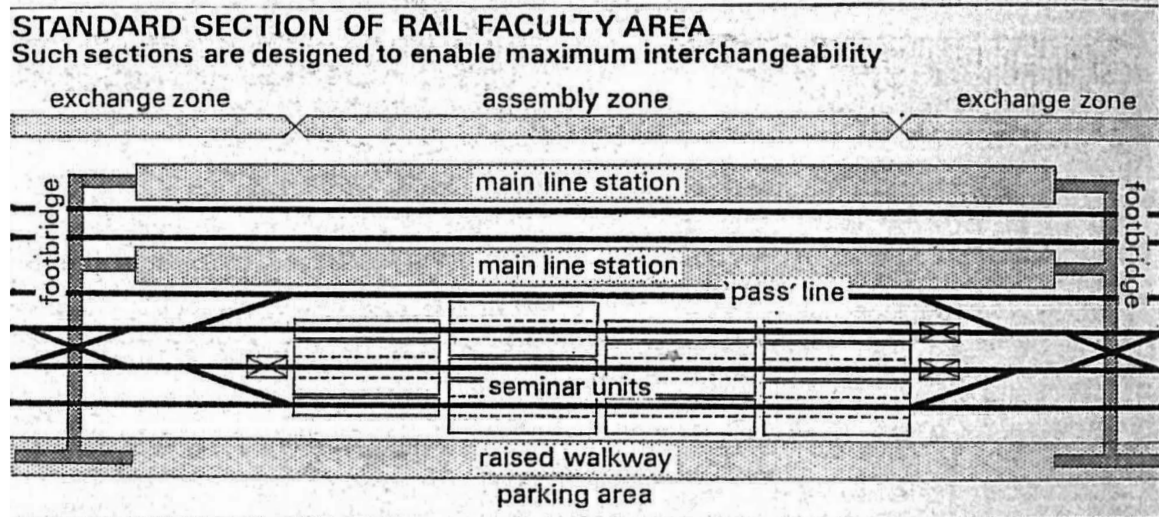 STANDARD SECTION OF RAIL FACULTY AREA
Such sections are designed to enable maximum interchangeability
exchange zone
assembly zone
exchange zone
main line station
footbridge
footbridge
main line station
'pass' line
seminar units
raised walkway
parking area